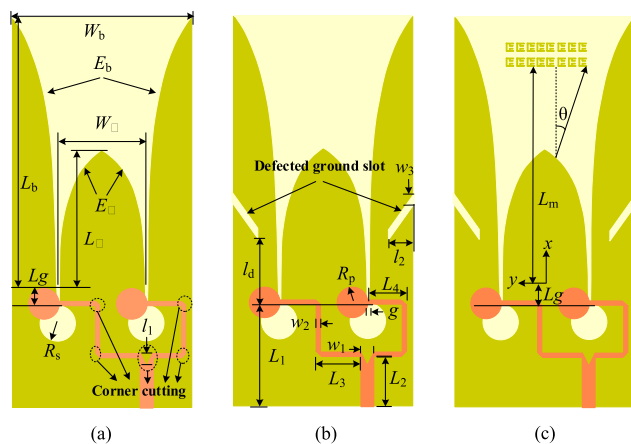 W_b
E_b
W_□
L_b
E_□
L_□
Lg
l_1
R_s
Corner cutting
(a)
Defected ground slot
w_3
l_2
l_d
R_p
L_4
g
w_2
w_1
L_1
L_3
L_2
(b)
θ
L_m
x
y
Lg
(c)